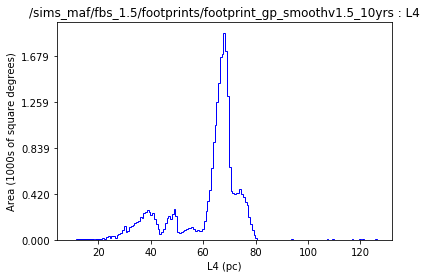 /sims_maf/fbs_1.5/footprints/footprint_gp_smoothv1.5_10yrs : L4
1.679
1.259
0.839
0.420
0.000
Area (1000s of square degrees)
20 40 60 80 100 120
L4 (pc)